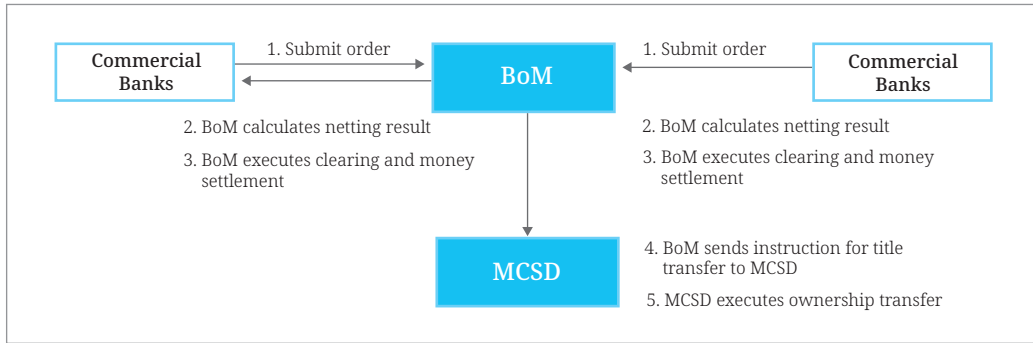 1. Submit order
1. Submit order
Commercial
Banks
BoM
Commercial
Banks
2. BoM calculates netting result
3. BoM executes clearing and money
settlement
2. BoM calculates netting result
3. BoM executes clearing and money
settlement
MCSD
4. BoM sends instruction for title
transfer to MCSD
5. MCSD executes ownership transfer